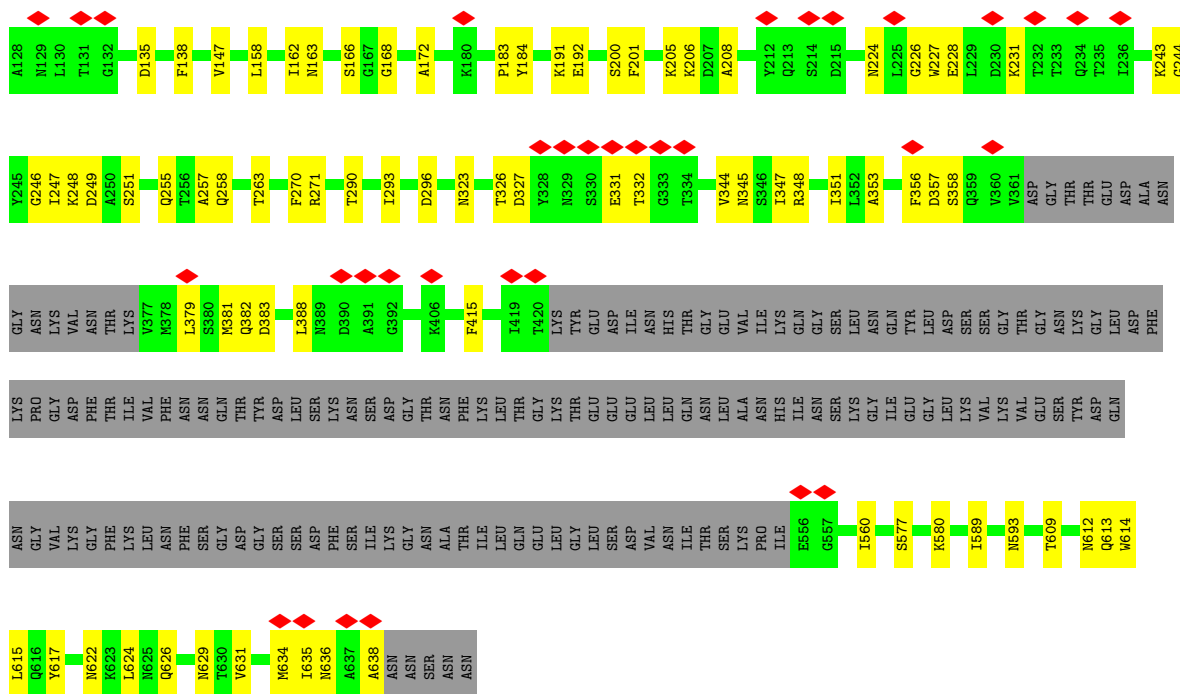 A128 N129 L130 T131 G132 D135 F138 V147 L158 I162 N163 S166 G167 G168 A172 K180 P183 Y184 K191 E192 S200 F201 K205 K206 D207 A208 Y212 Q213 S214 D215 N224 L225 G226 W227 E228 L229 D230 K231 T232 T233 Q234 T235 I236 K243 G244
Y245 G246 I247 K248 D249 A250 S251 Q255 T256 A257 Q258 T263 F270 R271 T290 I293 D296 N323 T326 D327 Y328 N329 S330 E331 T332 G333 T334 V344 N345 S346 I347 R348 I351 L352 A353 F356 D357 S358 Q359 V360 V361 ASP GLY THR THR GLU ASP ALA ASN
GLY ASN LYS VAL ASN THR LYS V377 M378 L379 S380 M381 Q382 D383 L388 N389 D390 A391 G392 K406 F415 I419 T420 LYS TYR GLU ASP ILE ASN HIS THR GLY GLU VAL ILE LYS GLN GLY SER LEU ASN GLN TYR LEU ASP SER SER GLY THR GLY ASN LYS GLY LEU ASP PHE
LYS PRO GLY ASP PHE THR ILE VAL PHE ASN ASN GLN THR TYR ASP LEU SER LYS ASN SER ASP GLY THR ASN PHE LYS LEU THR GLY LYS THR GLU GLU GLU LEU LEU GLN ASN LEU ALA ASN HIS ILE ASN SER LYS GLY ILE GLU GLY LEU LYS VAL LYS VAL GLU SER TYR ASP GLN
ASN GLY VAL LYS GLY PHE LYS LEU ASN PHE SER GLY ASP GLY SER SER ASP PHE SER ILE LYS GLY ASN ALA THR ILE LEU GLN GLU LEU GLY LEU SER ASP VAL ASN ILE THR SER LYS PRO ILE E556 G557 I560 S577 K580 I589 N593 T609 N612 Q613 W614
L615 Q616 Y617 N622 K623 L624 N625 Q626 N629 T630 V631 M634 I635 N636 A637 A638 ASN ASN SER ASN ASN